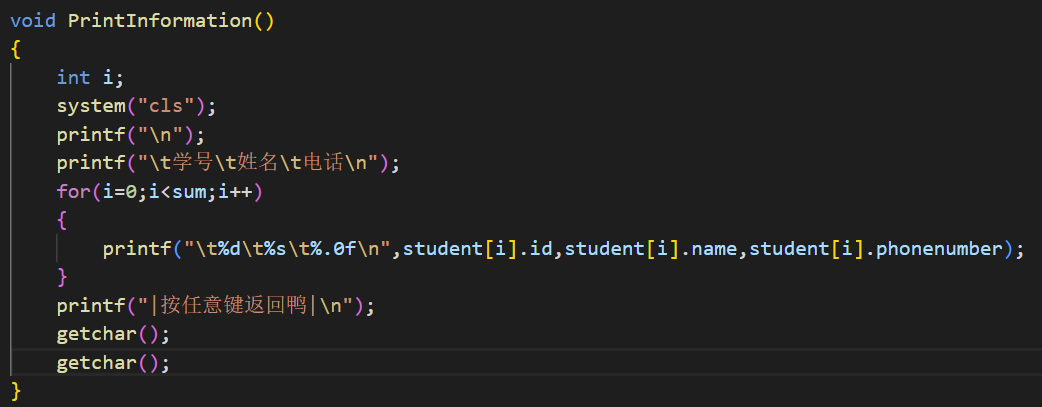 void PrintInformation()
{
    int i;
    system("cls");
    printf("\n");
    printf("\t学号\t姓名\t电话\n");
    for(i=0;i<sum;i++)
    {
        printf("\t%d\t%s\t%.0f\n",student[i].id,student[i].name,student[i].phonenumber);
    }
    printf("|按任意键返回鸭|\n");
    getchar();
    getchar();
}